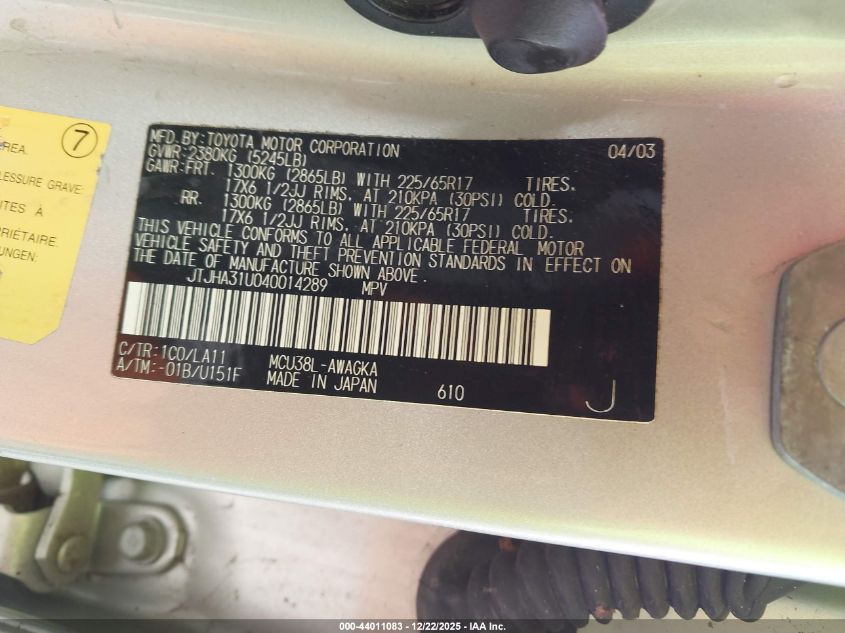 7
REA.
LESSURE GRAVE:
ITES À
PRIÉTAIRE.
UNGEN:
MFD.BY:TOYOTA MOTOR CORPORATION 04/03
GVWR:2380KG (5245LB)
GAWR:FRT. 1300KG (2865LB) WITH 225/65R17 TIRES.
17X6 1/2JJ RIMS, AT 210KPA (30PSI) COLD.
RR. 1300KG (2865LB) WITH 225/65R17 TIRES.
17X6 1/2JJ RIMS, AT 210KPA (30PSI) COLD.
THIS VEHICLE CONFORMS TO ALL APPLICABLE FEDERAL MOTOR
VEHICLE SAFETY AND THEFT PREVENTION STANDARDS IN EFFECT ON
THE DATE OF MANUFACTURE SHOWN ABOVE.
JTJHA31U040014289 MPV
C/TR:1C0/LA11 MCU38L-AWAGKA
A/TM:-01B/U151F MADE IN JAPAN 610 J
000-44011083 - 12/22/2025 - IAA Inc.